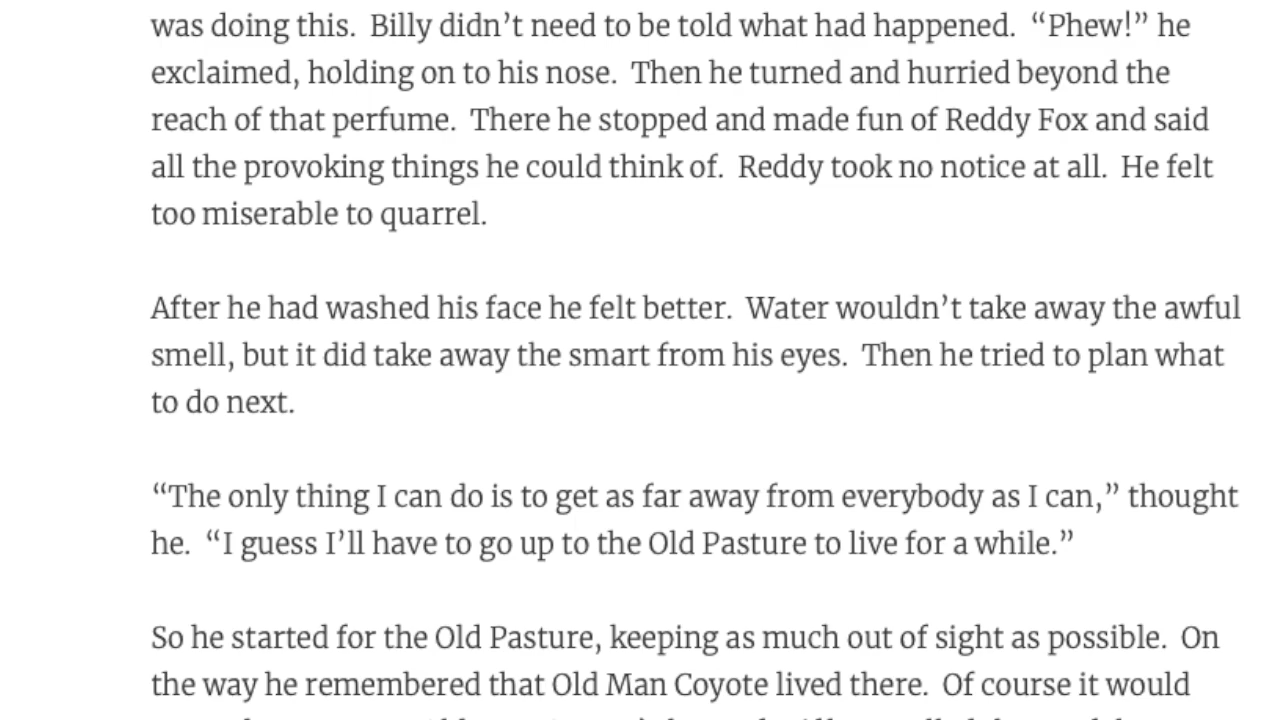 was doing this.  Billy didn’t need to be told what had happened.  “Phew!” he
exclaimed, holding on to his nose.  Then he turned and hurried beyond the
reach of that perfume.  There he stopped and made fun of Reddy Fox and said
all the provoking things he could think of.  Reddy took no notice at all.  He felt
too miserable to quarrel.
After he had washed his face he felt better.  Water wouldn’t take away the awful
smell, but it did take away the smart from his eyes.  Then he tried to plan what
to do next.
“The only thing I can do is to get as far away from everybody as I can,” thought
he.  “I guess I’ll have to go up to the Old Pasture to live for a while.”
So he started for the Old Pasture, keeping as much out of sight as possible.  On
the way he remembered that Old Man Coyote lived there.  Of course it would